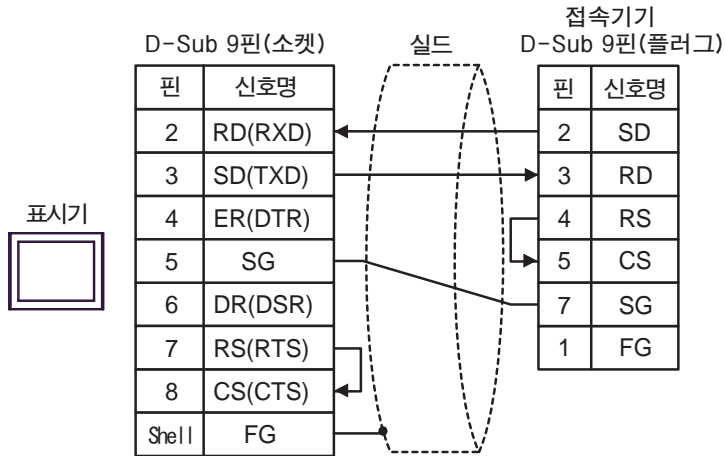 접속기기
D-Sub 9핀(소켓) 실드 D-Sub 9핀(플러그)
핀 신호명 핀 신호명
2 RD(RXD) 2 SD
3 SD(TXD) 3 RD
표시기
4 ER(DTR) 4 RS
5 SG 5 CS
6 DR(DSR) 7 SG
7 RS(RTS) 1 FG
8 CS(CTS)
Shell FG